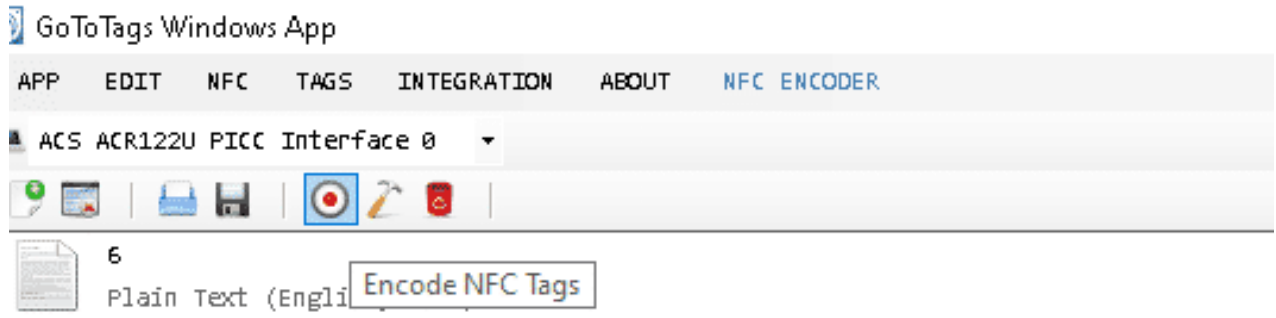 GoToTags Windows App
APP EDIT NFC TAGS INTEGRATION ABOUT NFC ENCODER
ACS ACR122U PICC Interface 0
6
Encode NFC Tags
Plain Text